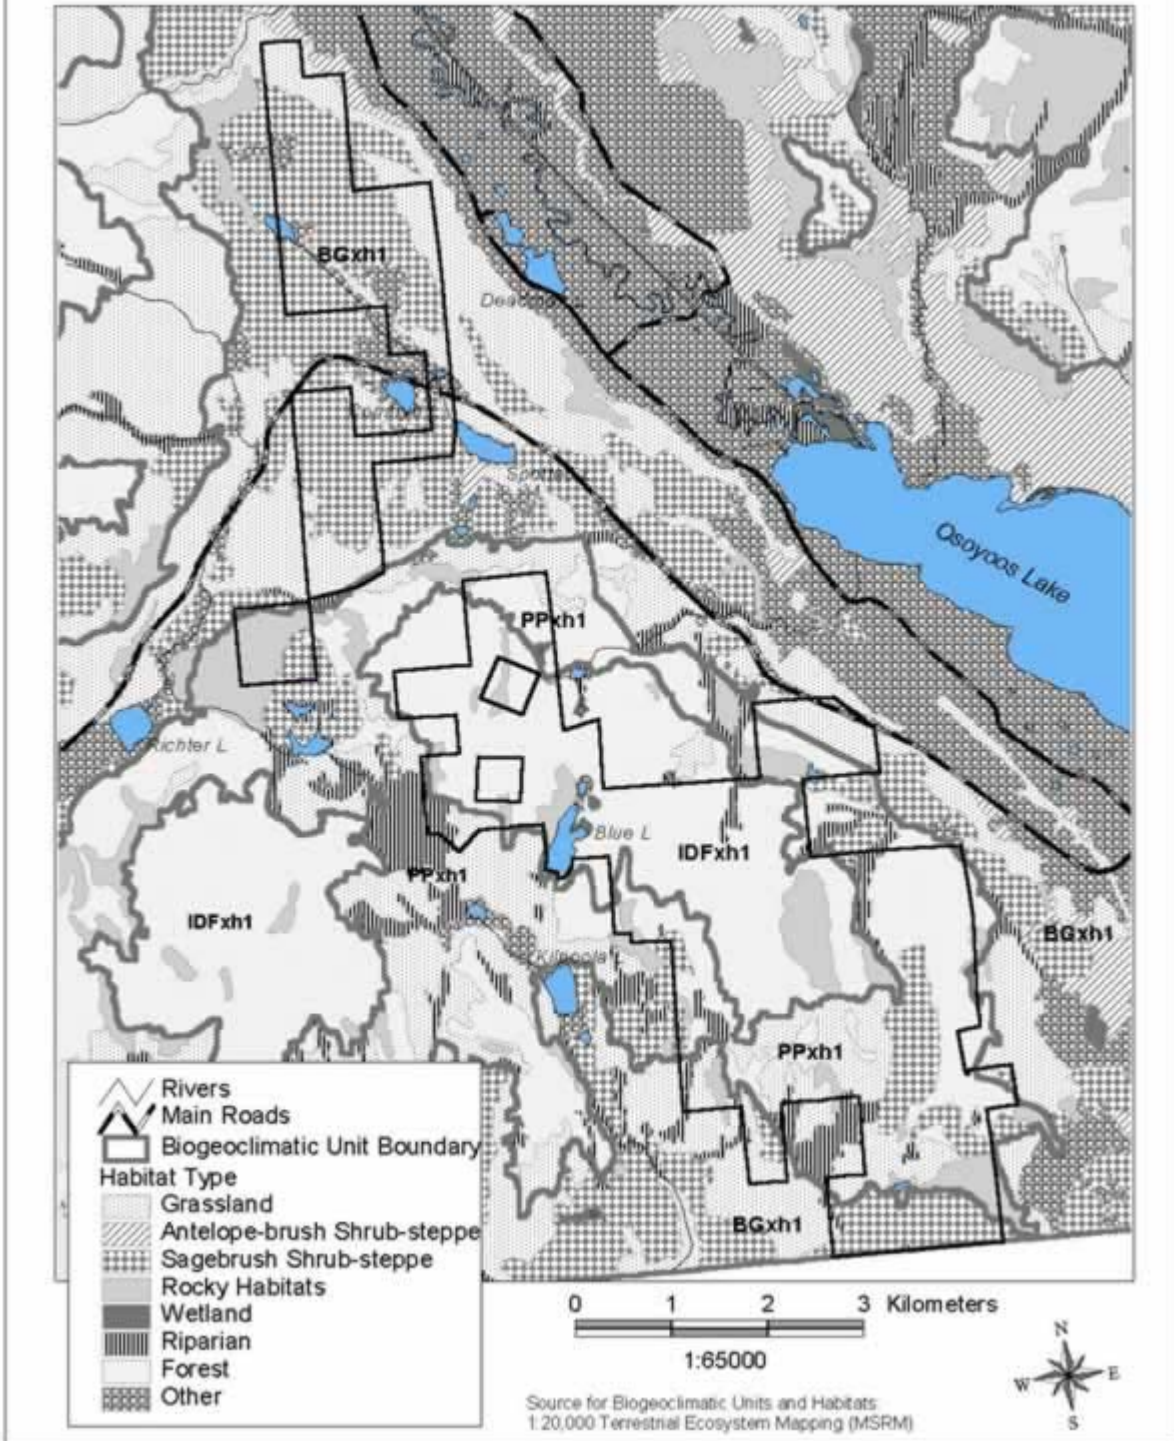 BGxh1
Spotte
Osoyoos Lake
PPxh1
Richter L
Blue L
IDFxh1
PPxh1
IDFxh1
BGxh1
Kilpoola L
PPxh1
BGxh1
Rivers
Main Roads
Biogeoclimatic Unit Boundary
Habitat Type
Grassland
Antelope-brush Shrub-steppe
Sagebrush Shrub-steppe
Rocky Habitats
Wetland
Riparian
Forest
Other
0 1 2 3 Kilometers
1:65000
N
W E
S
Source for Biogeoclimatic Units and Habitats:
1:20,000 Terrestrial Ecosystem Mapping (MSRM)